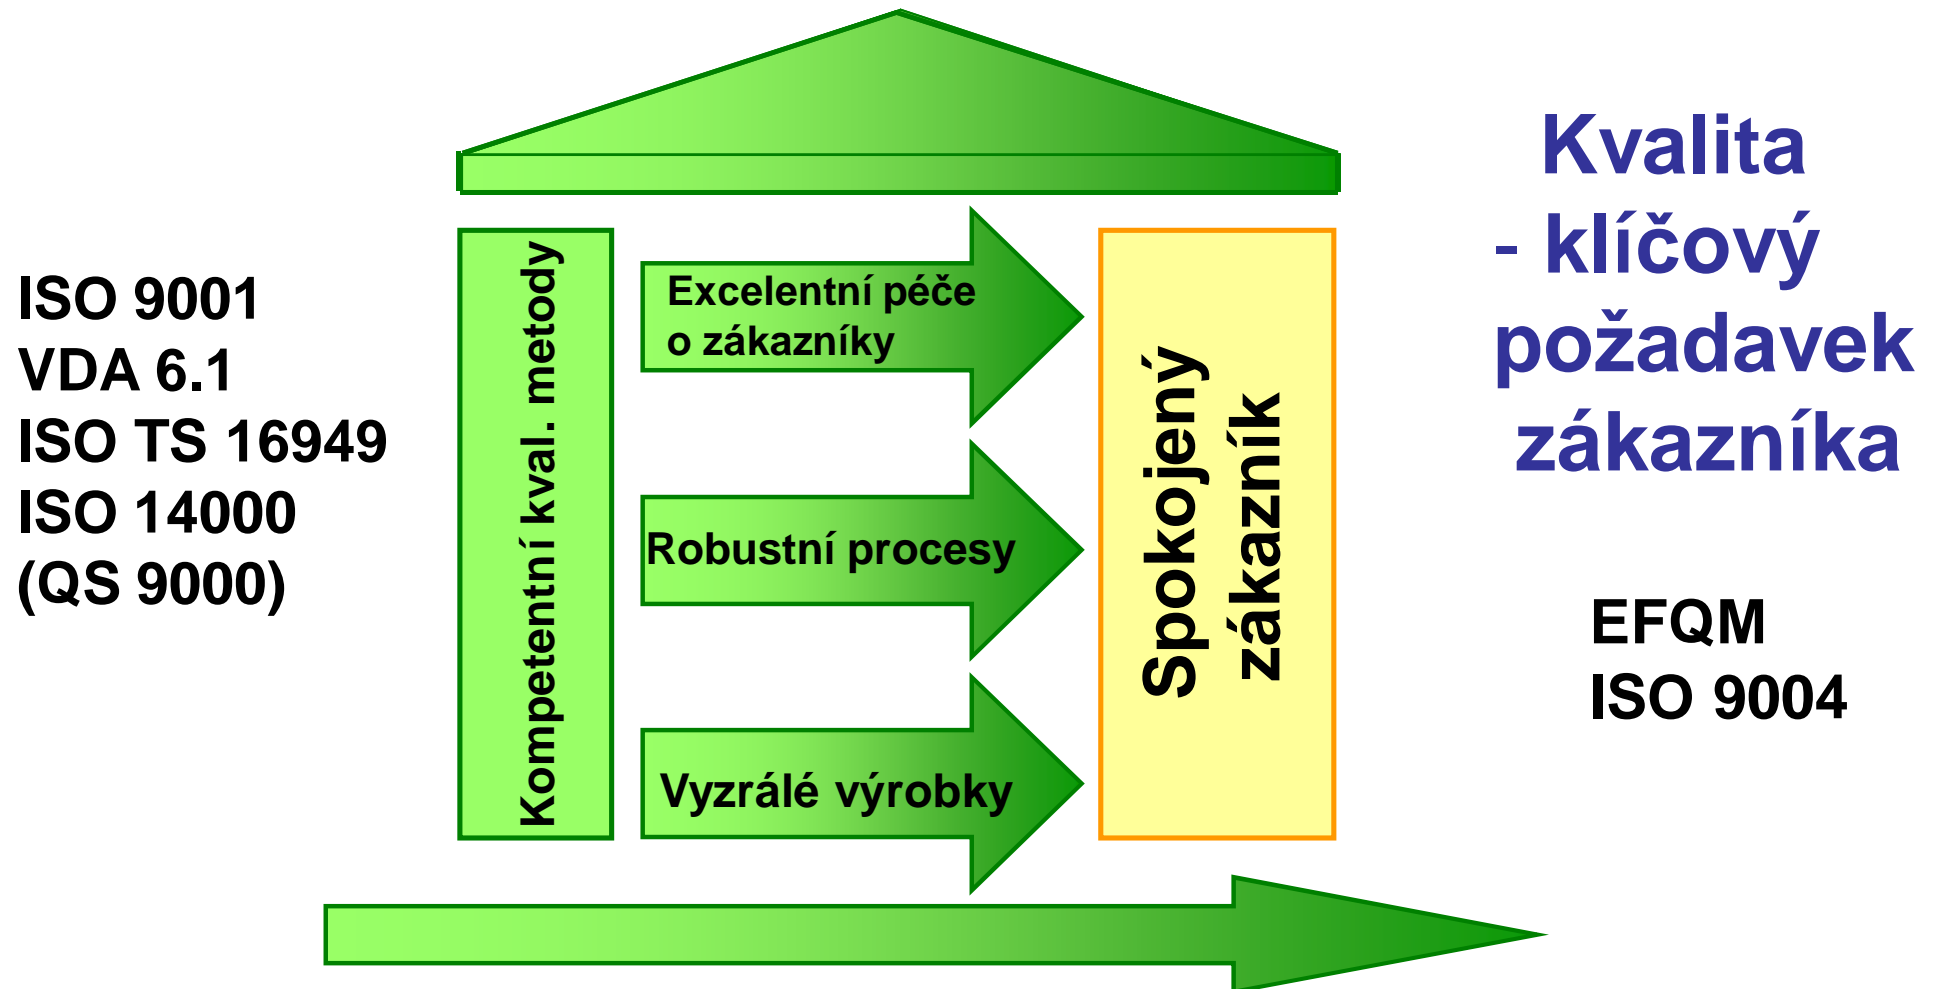 ISO 9001
VDA 6.1
ISO TS 16949
ISO 14000
(QS 9000)
Kompetentní kval. metody
Excelentní péče
o zákazníky
Robustní procesy
Vyzrálé výrobky
Spokojený
zákazník
Kvalita
- klíčový
požadavek
zákazníka
EFQM
ISO 9004